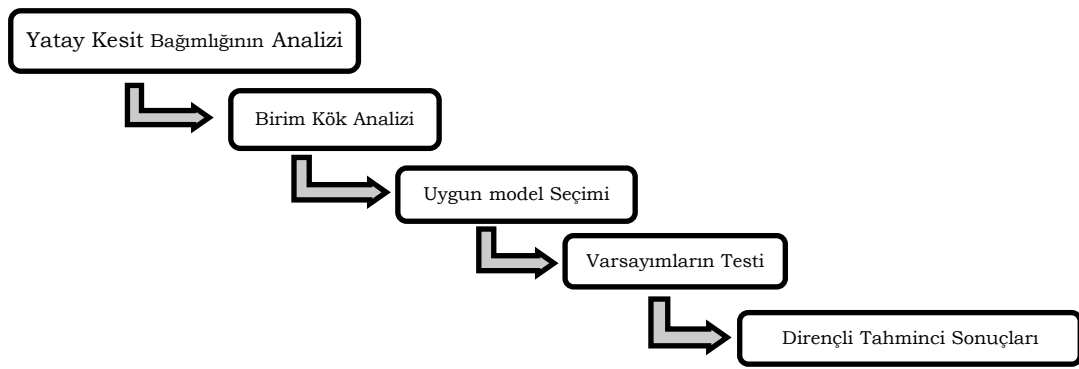 Yatay Kesit Bağımlığının Analizi
Birim Kök Analizi
Uygun model Seçimi
Varsayımların Testi
Dirençli Tahminci Sonuçları